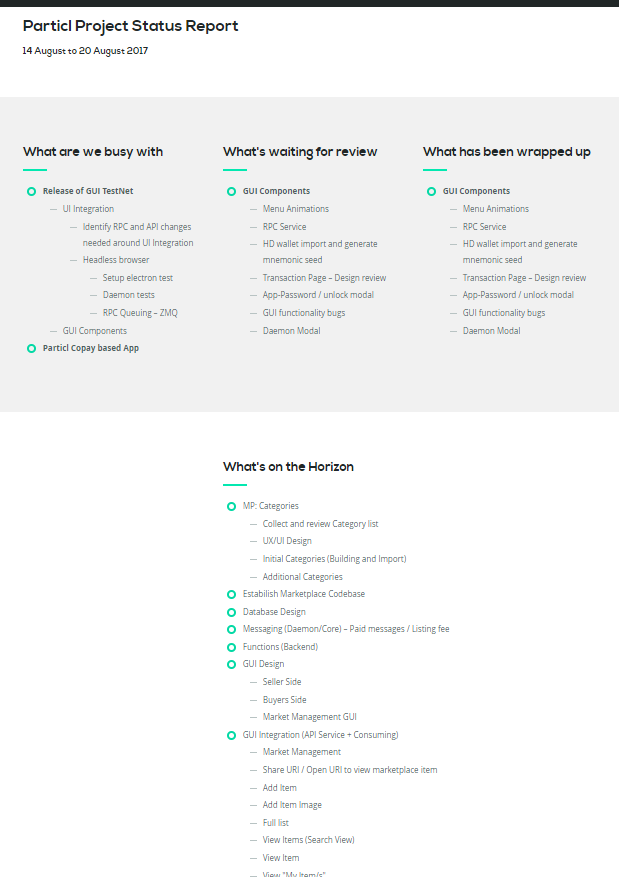 Particl Project Status Report
14 August to 20 August 2017
What are we busy with
Release of GUI TestNet
— UI Integration
— Identify RPC and API changes
needed around UI Integration
— Headless browser
— Setup electron test
— Daemon tests
— RPC Queuing – ZMQ
— GUI Components
Particl Copay based App
What's waiting for review
GUI Components
— Menu Animations
— RPC Service
— HD wallet import and generate
mnemonic seed
— Transaction Page – Design review
— App-Password / unlock modal
— GUI functionality bugs
— Daemon Modal
What has been wrapped up
GUI Components
— Menu Animations
— RPC Service
— HD wallet import and generate
mnemonic seed
— Transaction Page – Design review
— App-Password / unlock modal
— GUI functionality bugs
— Daemon Modal
What's on the Horizon
MP: Categories
— Collect and review Category list
— UX/UI Design
— Initial Categories (Building and Import)
— Additional Categories
Estabilish Marketplace Codebase
Database Design
Messaging (Daemon/Core) – Paid messages / Listing fee
Functions (Backend)
GUI Design
— Seller Side
— Buyers Side
— Market Management GUI
GUI Integration (API Service + Consuming)
— Market Management
— Share URI / Open URI to view marketplace item
— Add Item
— Add Item Image
— Full list
— View Items (Search View)
— View Item
— View "My Item/s"